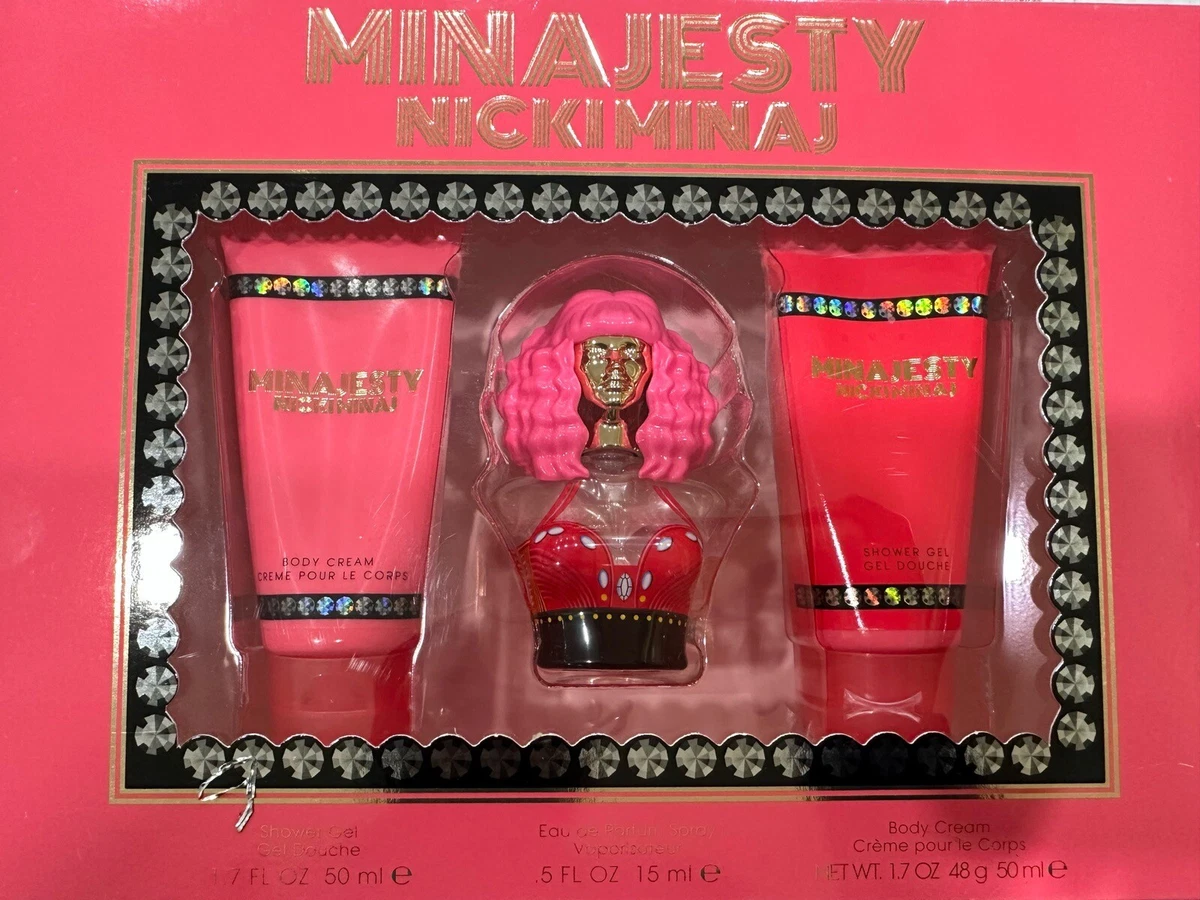 MINAJESTY
NICKI MINAJ
MINAJESTY
NICKI MINAJ
BODY CREAM
CREME POUR LE CORPS
MINAJESTY
NICKI MINAJ
SHOWER GEL
GEL DOUCHE
Shower Gel
Gel Douche
1.7 FL OZ 50 ml e
Eau de Parfum Spray
Vaporisateur
.5 FL OZ 15 ml e
Body Cream
Crème pour le Corps
NET WT. 1.7 OZ 48 g 50 ml e